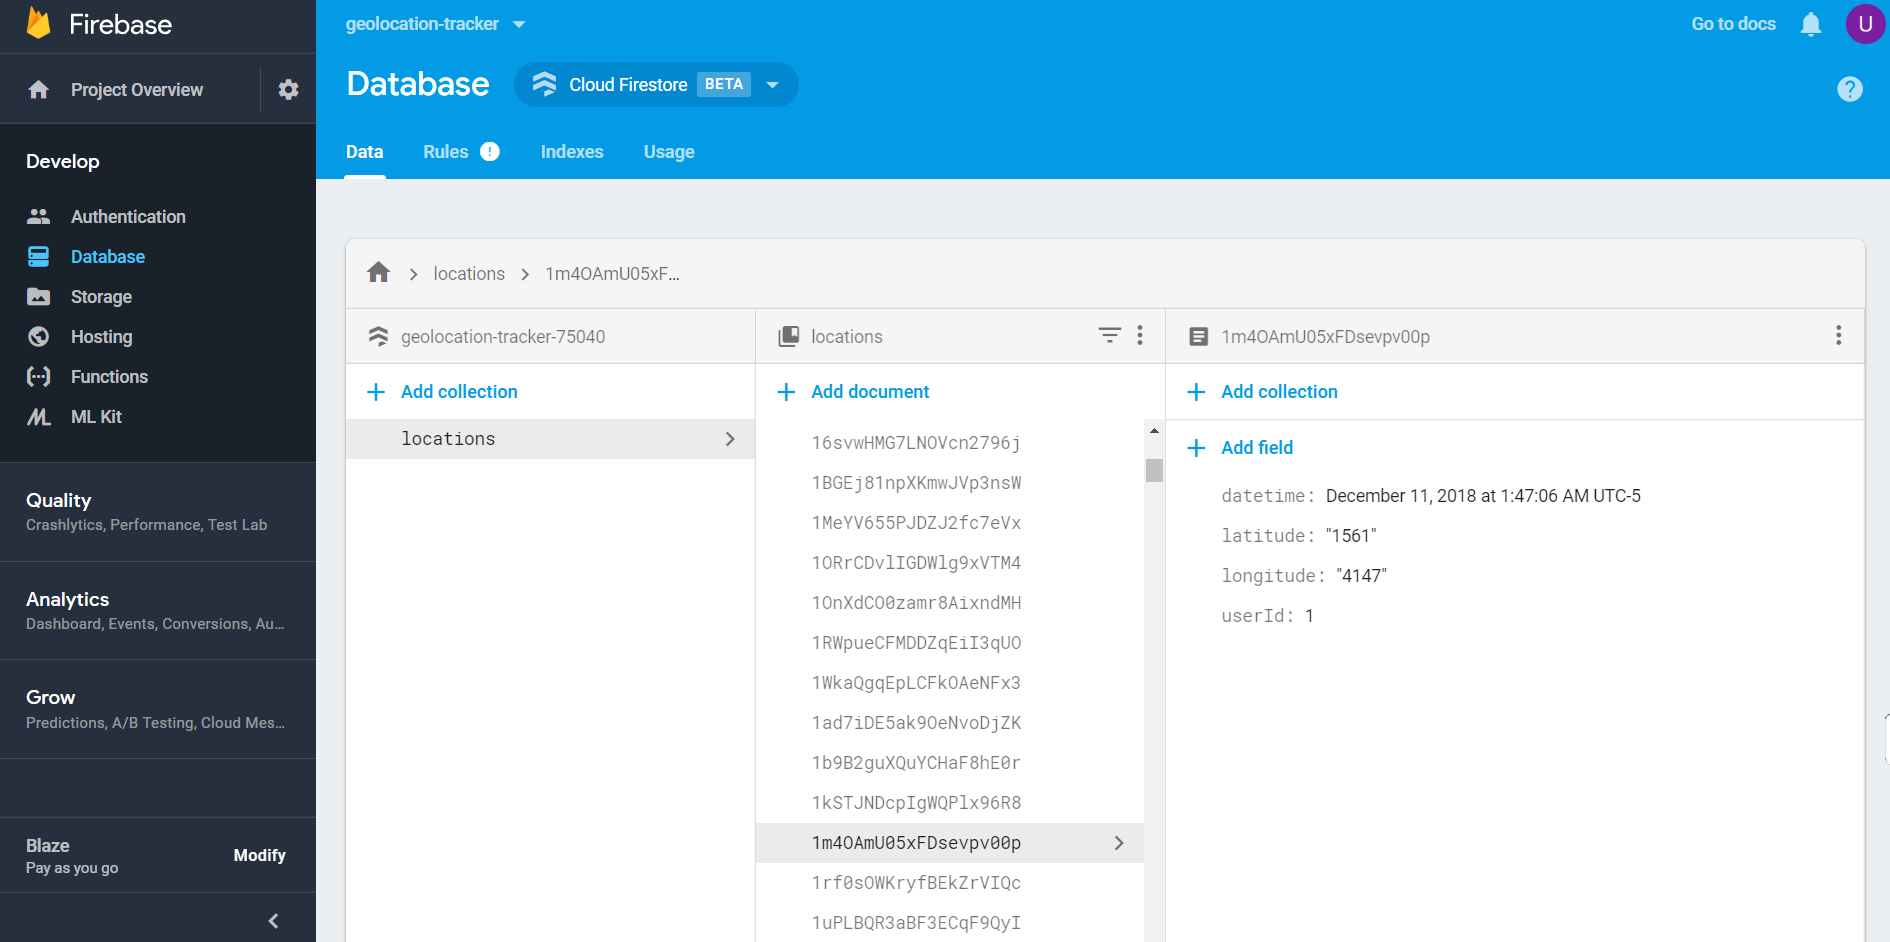 Firebase
Project Overview
Develop
Authentication
Database
Storage
Hosting
Functions
ML Kit
Quality
Crashlytics, Performance, Test Lab
Analytics
Dashboard, Events, Conversions, Au...
Grow
Predictions, A/B Testing, Cloud Mes...
Blaze
Pay as you go
Modify
geolocation-tracker
Go to docs
U
Database
Cloud Firestore BETA
?
Data Rules ! Indexes Usage
locations 1m4OAmU05xF...
geolocation-tracker-75040
Add collection
locations
locations
Add document
16svwHMG7LNOVcn2796j
1BGEj81npXKmwJVp3nsW
1MeYV655PJDZJ2fc7eVx
1ORrCDvlIGDWlg9xVTM4
1OnXdCO0zamr8AixndMH
1RWpueCFMDDZqEiI3qUO
1WkaQgqEpLCFkOAeNFx3
1ad7iDE5ak9OeNvoDjZK
1b9B2guXQuYCHaF8hE0r
1kSTJNDcpIgWQPlx96R8
1m4OAmU05xFDsevpv00p
1rf0sOWKryfBEkZrVIQc
1uPLBQR3aBF3ECqF9QyI
1m4OAmU05xFDsevpv00p
Add collection
Add field
datetime: December 11, 2018 at 1:47:06 AM UTC-5
latitude: "1561"
longitude: "4147"
userId: 1